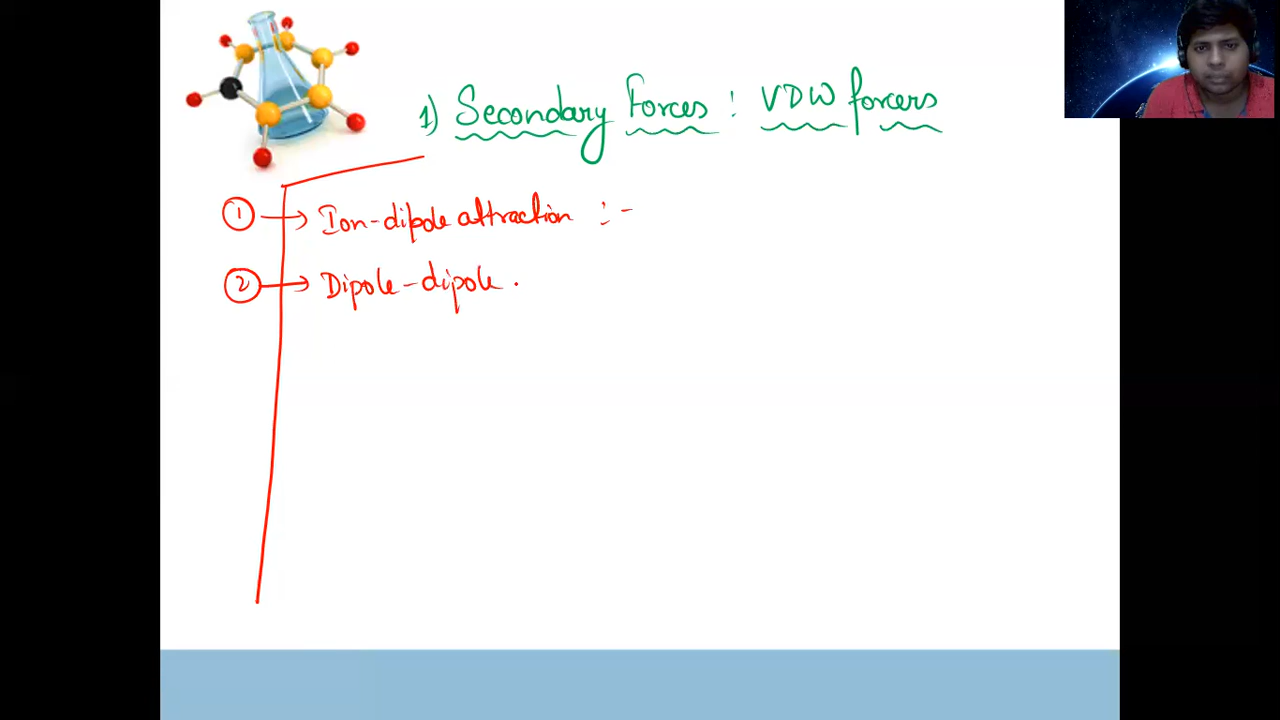 1) Secondary Forces : VDW forcers
① → Ion-dipole attraction :-
② → Dipole-dipole.